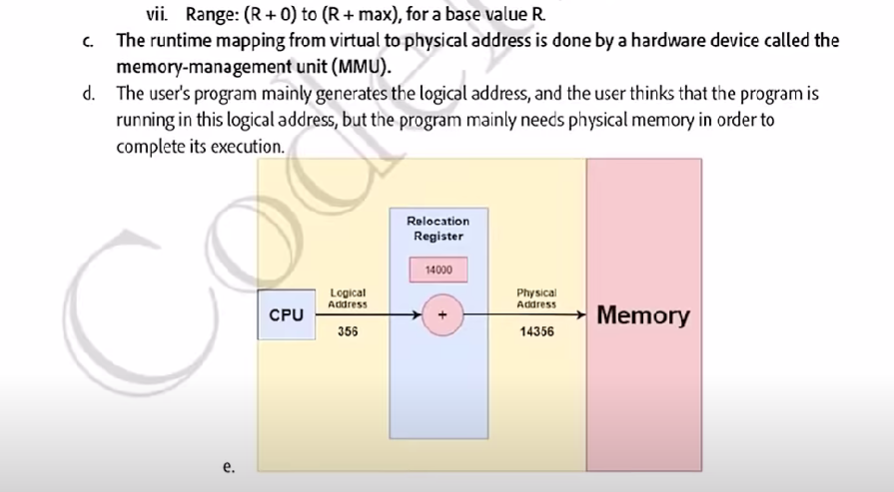 vii. Range: (R + 0) to (R + max), for a base value R.
c. The runtime mapping from virtual to physical address is done by a hardware device called the
memory-management unit (MMU).
d. The user's program mainly generates the logical address, and the user thinks that the program is
running in this logical address, but the program mainly needs physical memory in order to
complete its execution.
Relocation
Register
14000
CPU
Logical
Address
356
+
Physical
Address
14356
Memory
e.